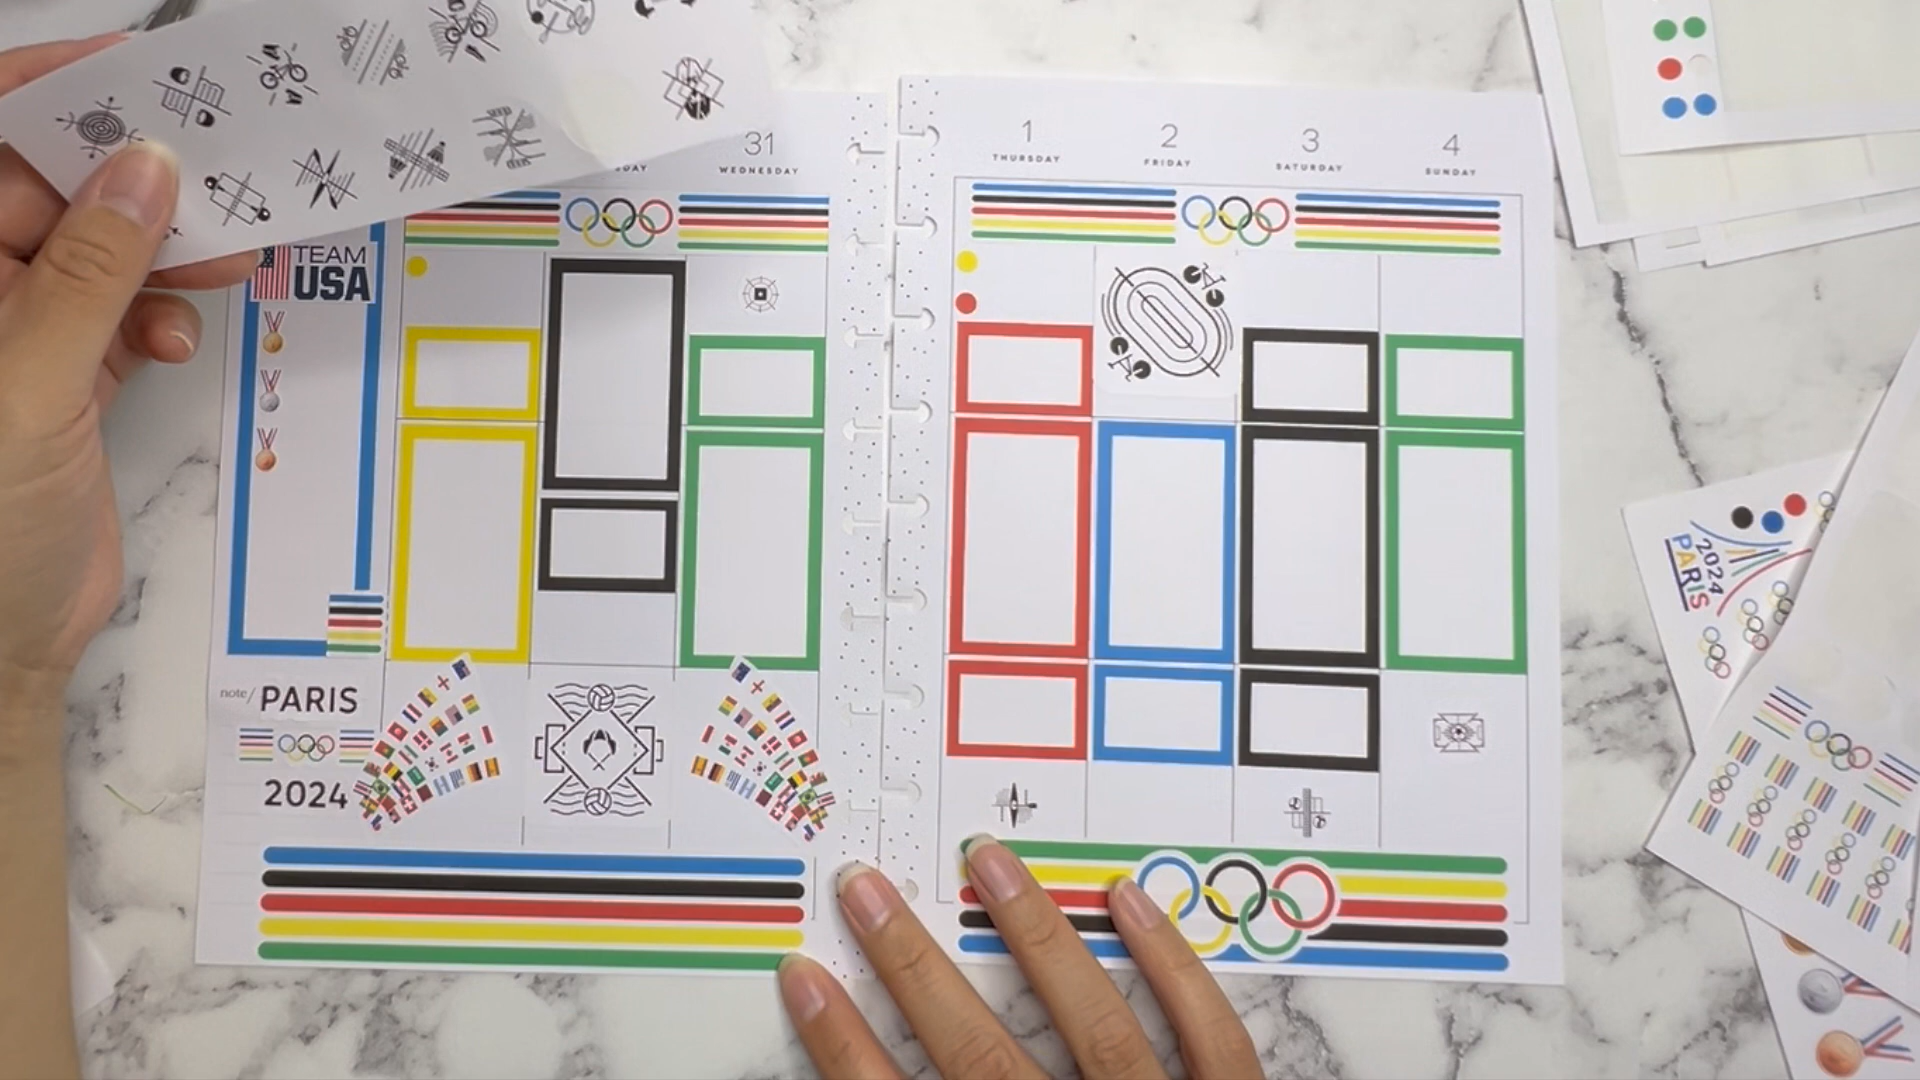 31
WEDNESDAY
1
THURSDAY
2
FRIDAY
3
SATURDAY
4
SUNDAY
TEAM
USA
note/ PARIS
2024
2024
PARIS